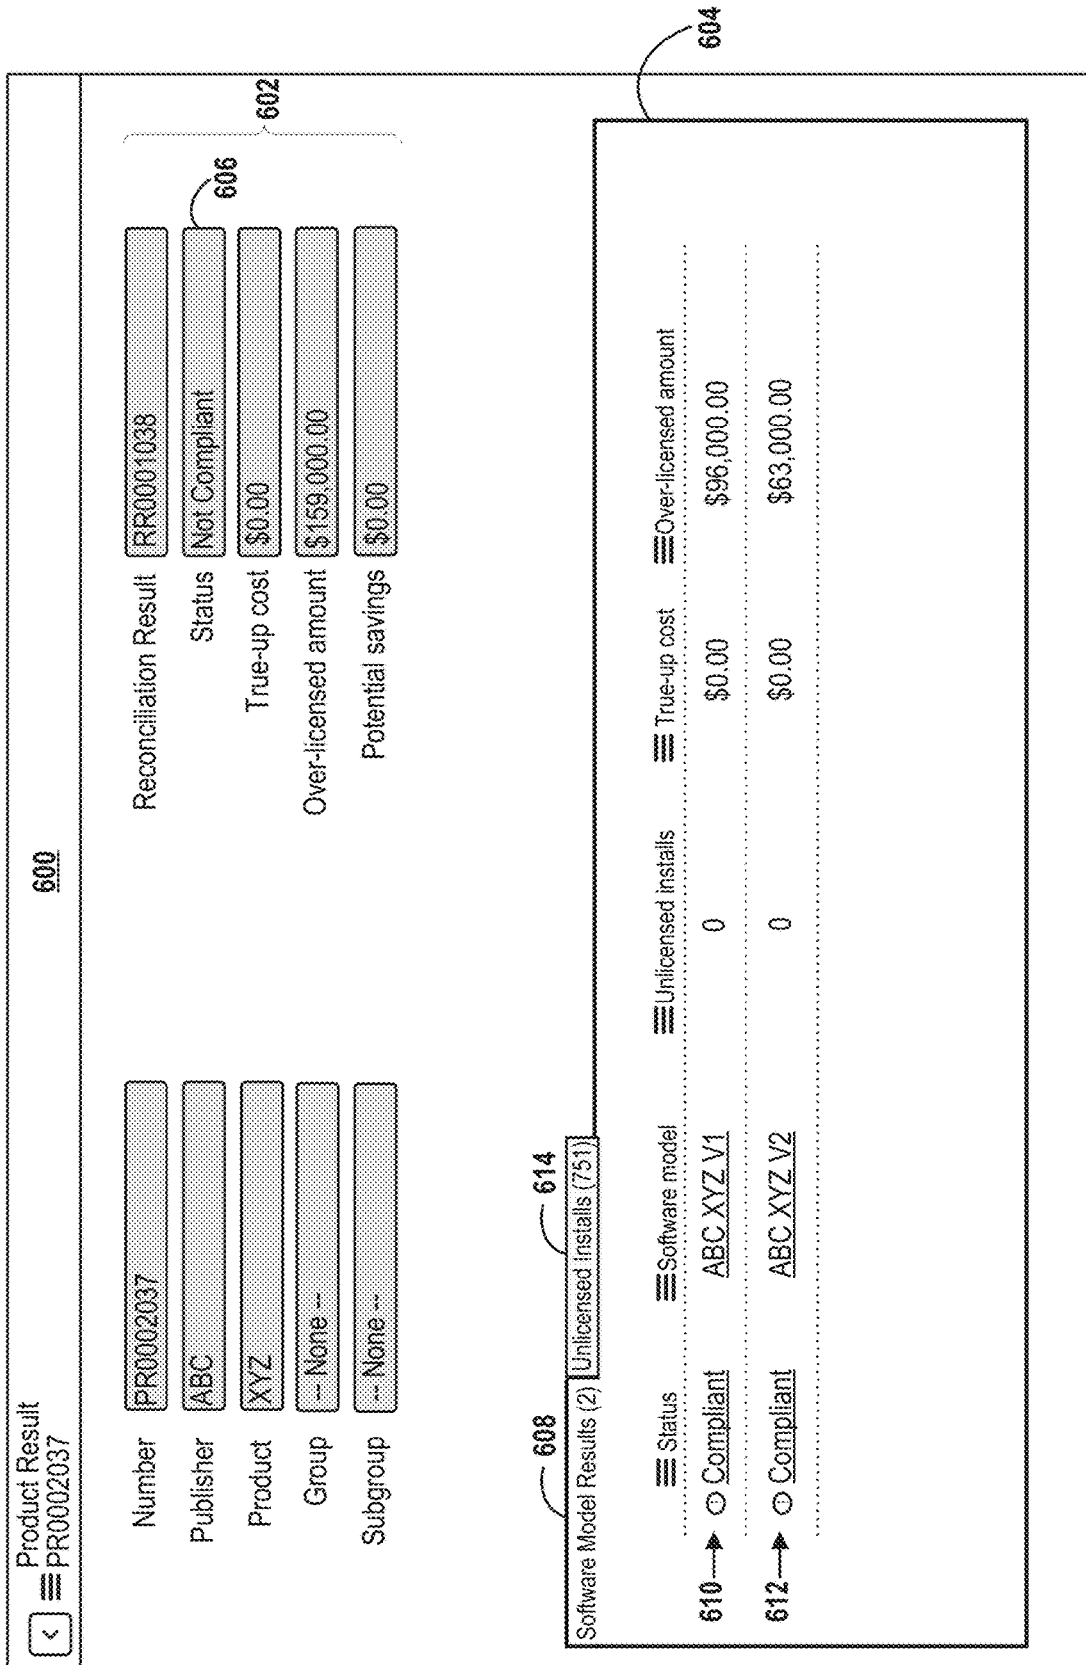 600
< Product Result
PR0002037
Number PR0002037
Publisher ABC
Product XYZ
Group -- None --
Subgroup -- None --
Reconciliation Result RR0001038
Status Not Compliant
True-up cost $0.00
Over-licensed amount $159.000.00
Potential savings $0.00
602
606
608
614
604
Software Model Results (2) Unlicensed Installs (751)
Status Software model Unlicensed installs True-up cost Over-licensed amount
610 Compliant ABC XYZ V1 0 $0.00 $96,000.00
612 Compliant ABC XYZ V2 0 $0.00 $63,000.00